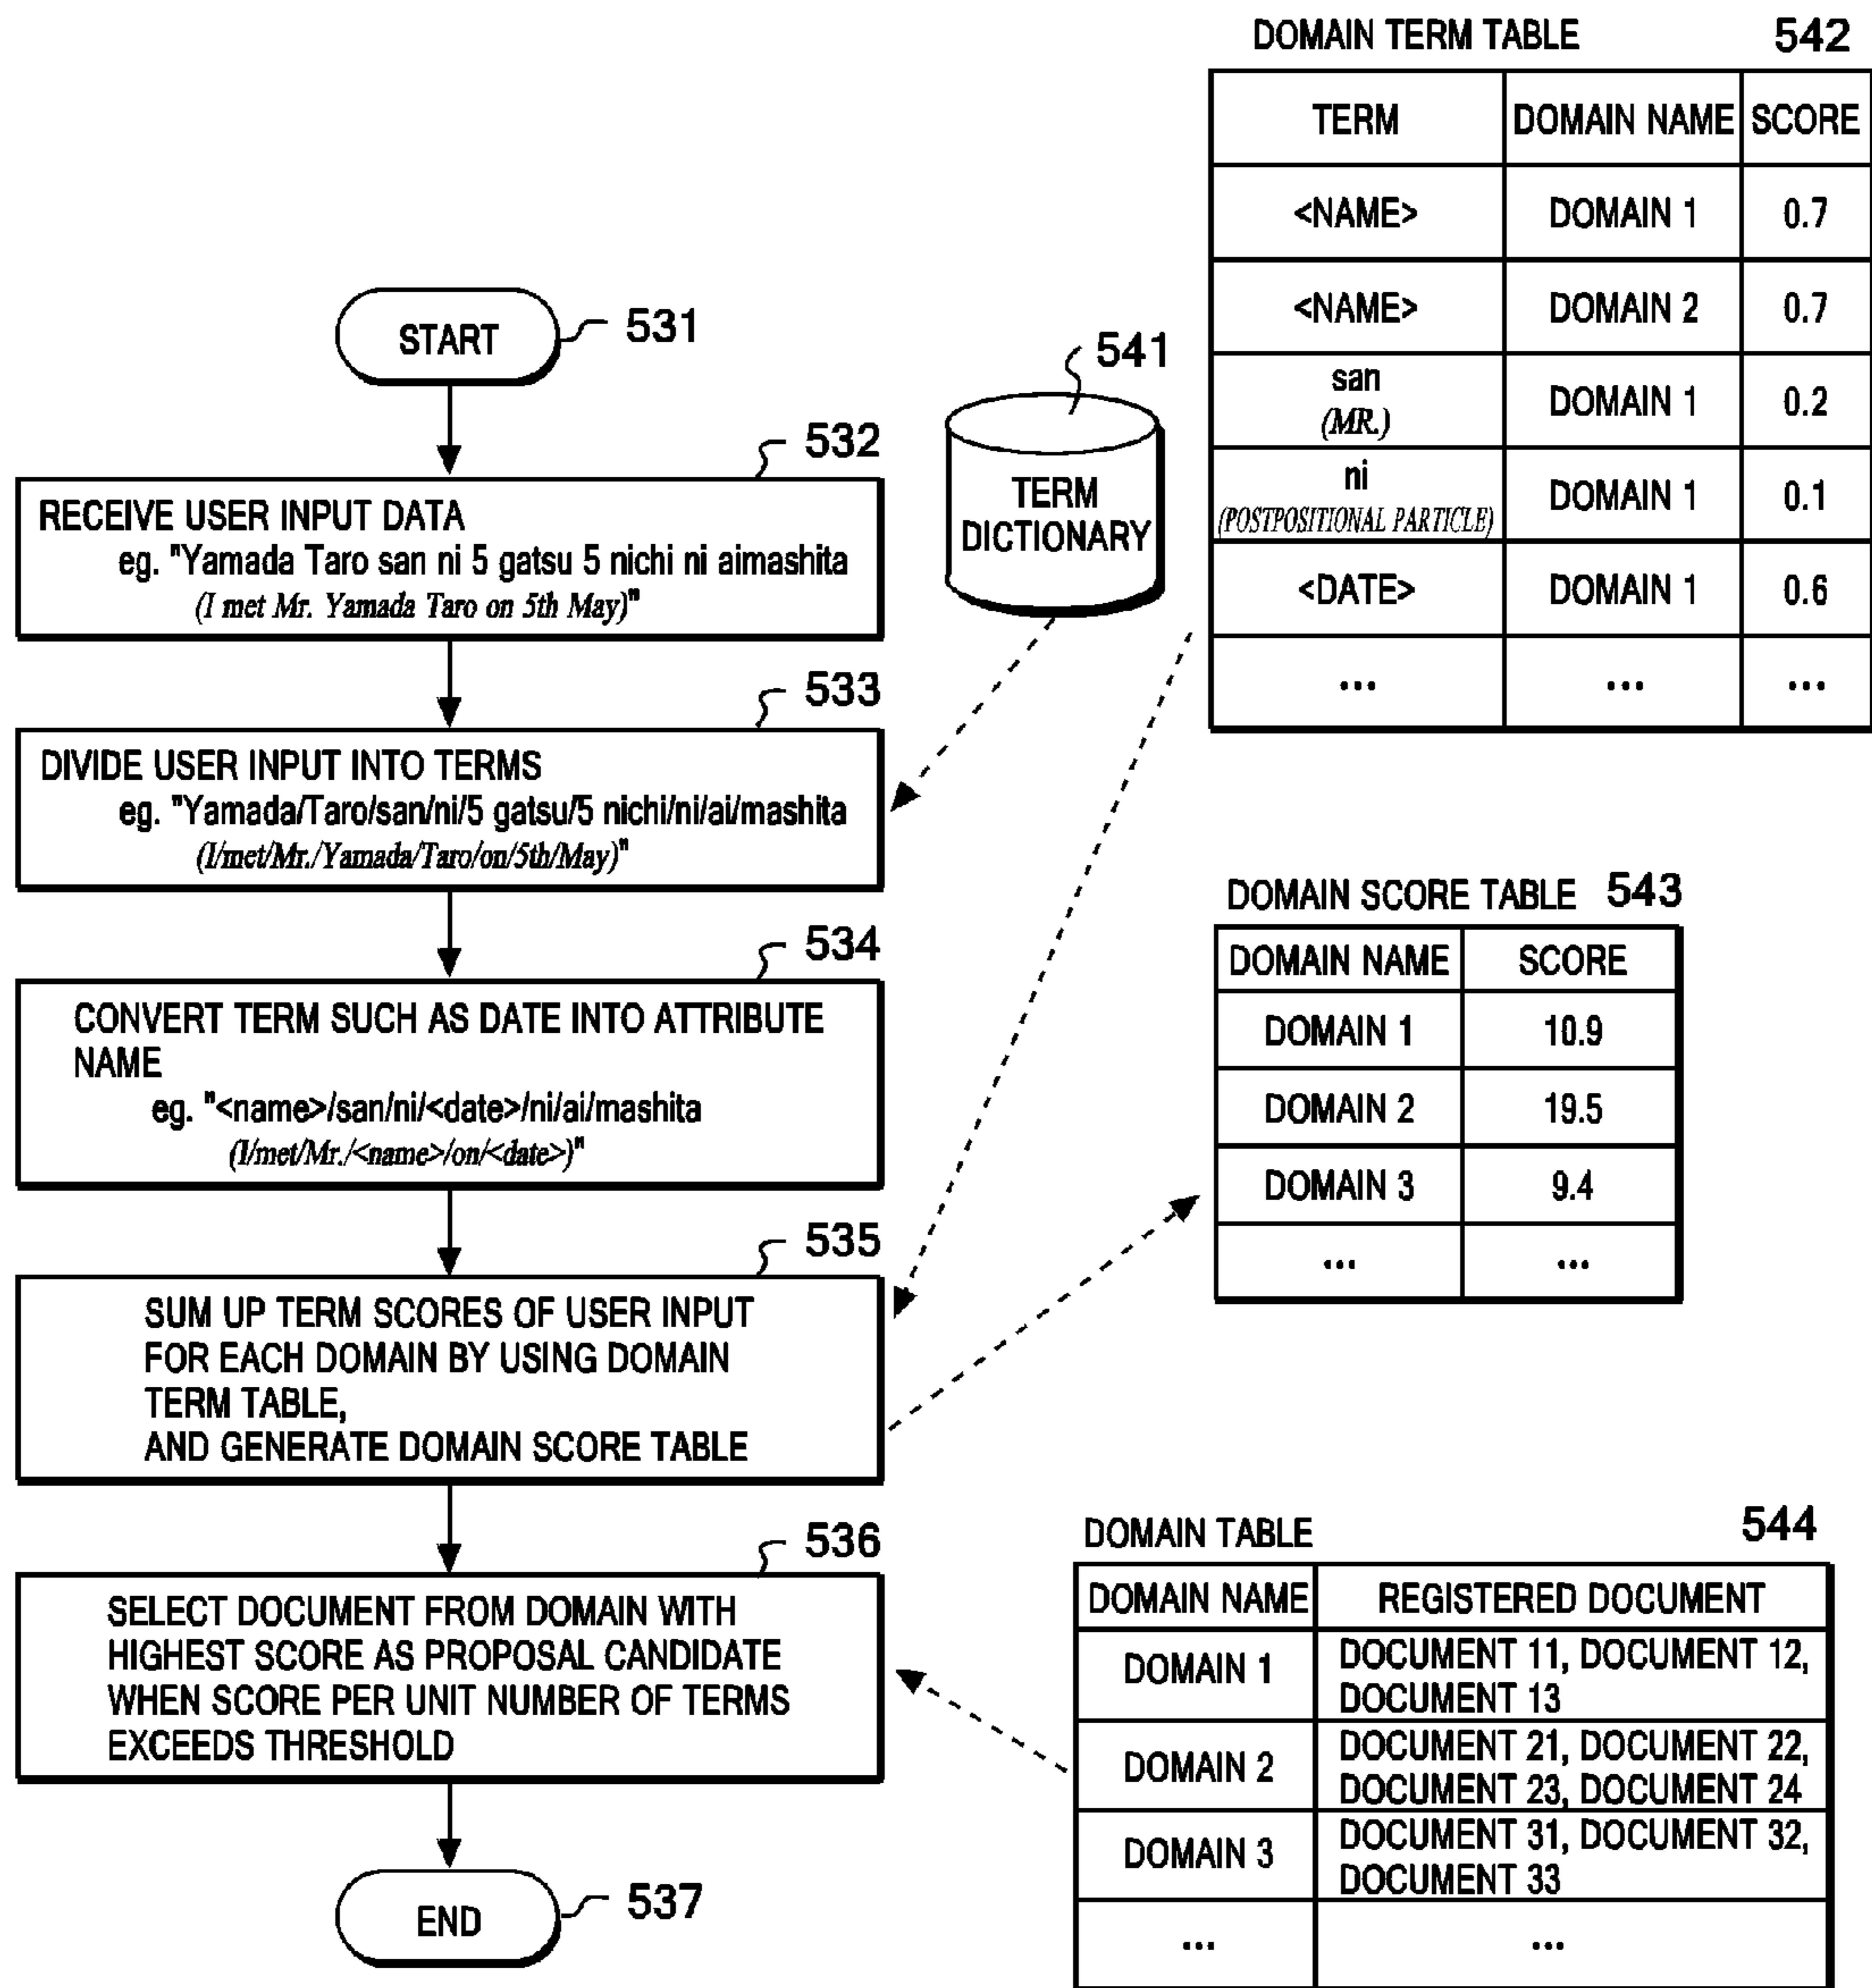 START
531
532
RECEIVE USER INPUT DATA
eg. "Yamada Taro san ni 5 gatsu 5 nichi ni aimashita
(I met Mr. Yamada Taro on 5th May)"
533
DIVIDE USER INPUT INTO TERMS
eg. "Yamada/Taro/san/ni/5 gatsu/5 nichi/ni/ai/mashita
(I/met/Mr./Yamada/Taro/on/5th/May)"
534
CONVERT TERM SUCH AS DATE INTO ATTRIBUTE
NAME
eg. "<name>/san/ni/<date>/ni/ai/mashita
(I/met/Mr./<name>/on/<date>)"
535
SUM UP TERM SCORES OF USER INPUT
FOR EACH DOMAIN BY USING DOMAIN
TERM TABLE,
AND GENERATE DOMAIN SCORE TABLE
536
SELECT DOCUMENT FROM DOMAIN WITH
HIGHEST SCORE AS PROPOSAL CANDIDATE
WHEN SCORE PER UNIT NUMBER OF TERMS
EXCEEDS THRESHOLD
END
537
541
TERM
DICTIONARY
DOMAIN TERM TABLE 542
TERM DOMAIN NAME SCORE
<NAME> DOMAIN 1 0.7
<NAME> DOMAIN 2 0.7
san
(MR.) DOMAIN 1 0.2
ni
(POSTPOSITIONAL PARTICLE) DOMAIN 1 0.1
<DATE> DOMAIN 1 0.6
... ... ...
DOMAIN SCORE TABLE 543
DOMAIN NAME SCORE
DOMAIN 1 10.9
DOMAIN 2 19.5
DOMAIN 3 9.4
... ...
DOMAIN TABLE 544
DOMAIN NAME REGISTERED DOCUMENT
DOMAIN 1 DOCUMENT 11, DOCUMENT 12,
DOCUMENT 13
DOMAIN 2 DOCUMENT 21, DOCUMENT 22,
DOCUMENT 23, DOCUMENT 24
DOMAIN 3 DOCUMENT 31, DOCUMENT 32,
DOCUMENT 33
... ...